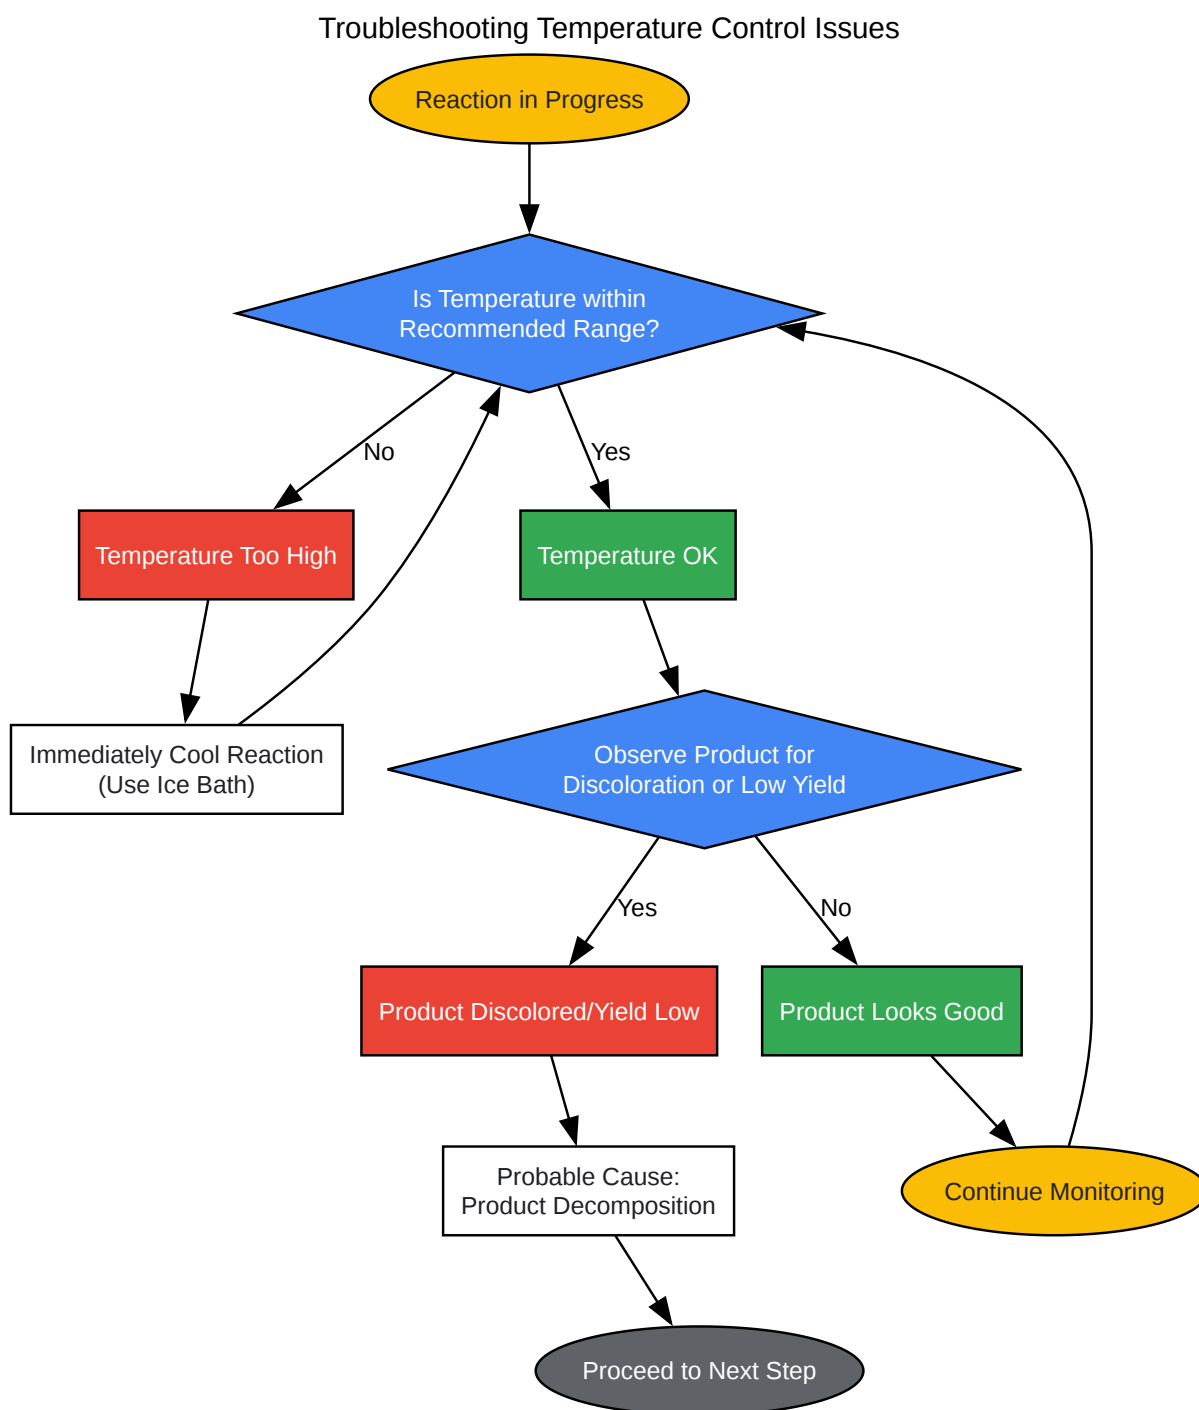 Troubleshooting Temperature Control Issues
Reaction in Progress
Is Temperature within
Recommended Range?
No
Yes
Temperature Too High
Temperature OK
Immediately Cool Reaction
(Use Ice Bath)
Observe Product for
Discoloration or Low Yield
Yes
No
Product Discolored/Yield Low
Product Looks Good
Probable Cause:
Product Decomposition
Continue Monitoring
Proceed to Next Step